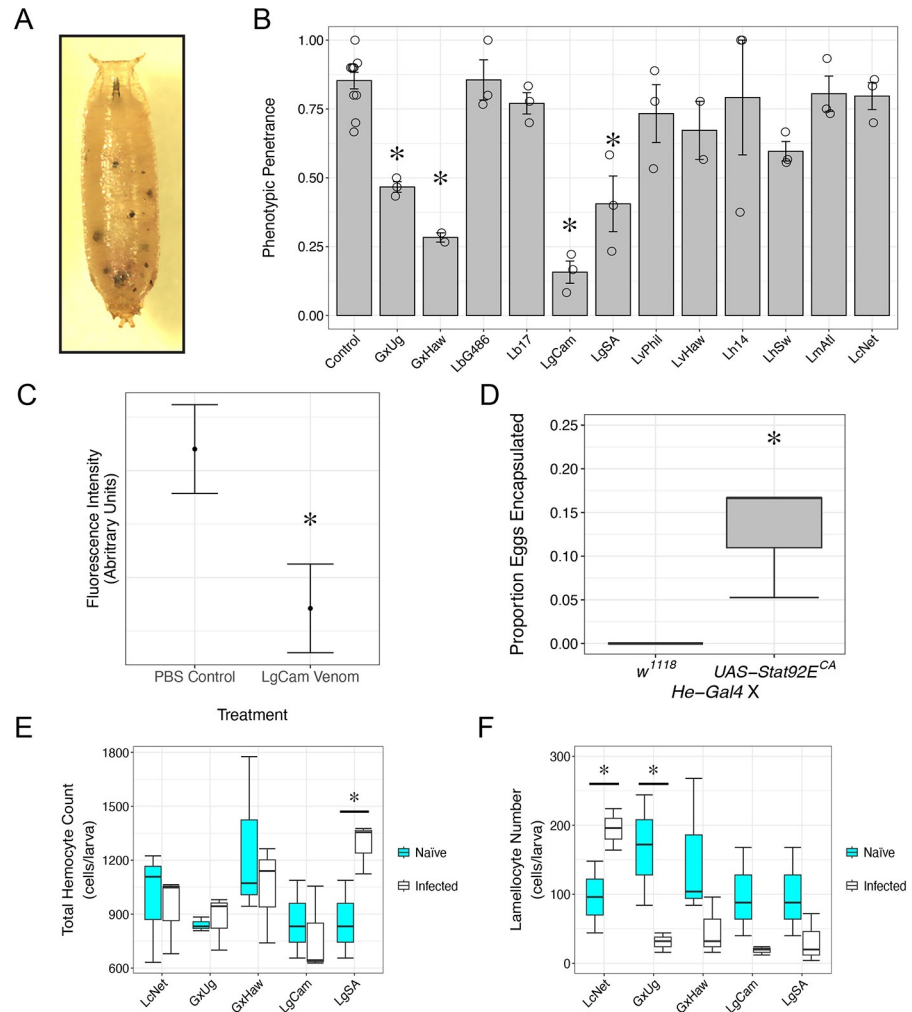 A
B
Phenotypic Penetrance
1.00
0.75
0.50
0.25
0.00
*
*
*
*
Control
GxUg
GxHaw
LbG486
Lb17
LgCam
LgSA
LvPhil
LvHaw
Lh14
LhSw
LmAtl
LcNet
C
Fluorescence Intensity
(Abritrary Units)
*
PBS Control
LgCam Venom
Treatment
D
Proportion Eggs Encapsulated
0.25
0.20
0.15
0.10
0.05
0.00
*
w1118
UAS−Stat92ECA
He−Gal4 X
E
Total Hemocyte Count
(cells/larva)
1800
1500
1200
900
600
*
LcNet
GxUg
GxHaw
LgCam
LgSA
Naïve
Infected
F
Lamellocyte Number
(cells/larva)
300
200
100
0
*
*
LcNet
GxUg
GxHaw
LgCam
LgSA
Naïve
Infected